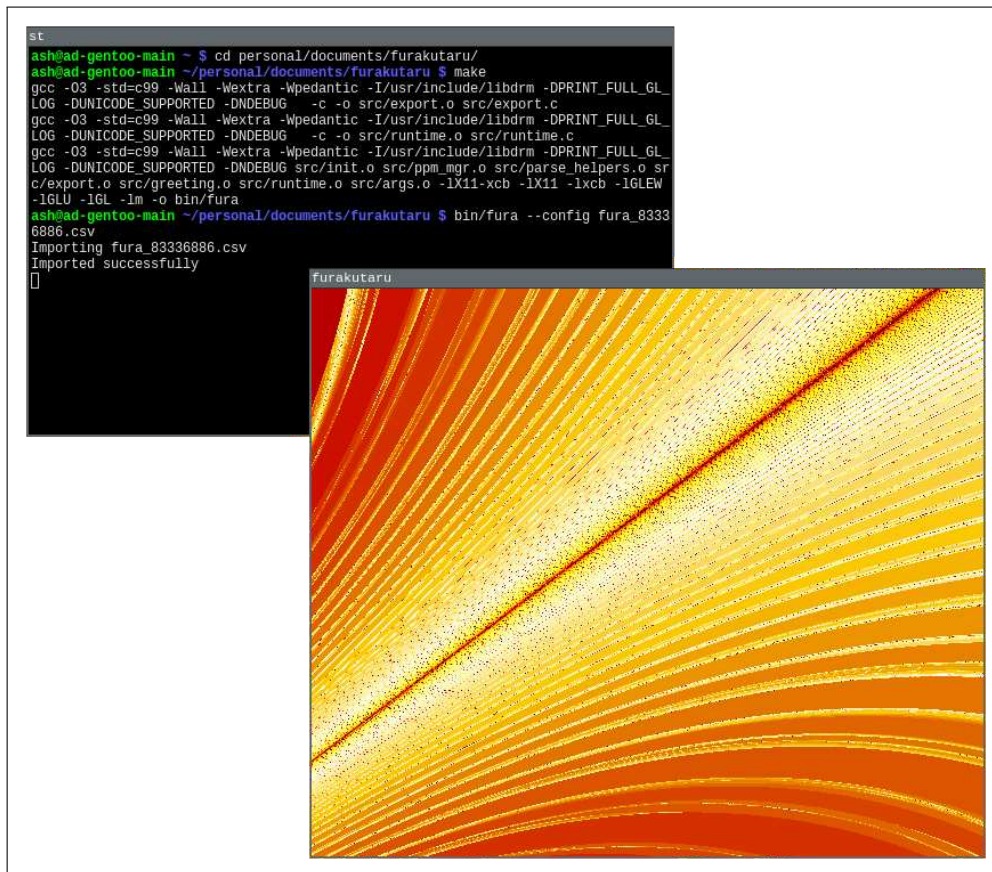 st
ash@ad-gentoo-main ~ $ cd personal/documents/furakutaru/
ash@ad-gentoo-main ~/personal/documents/furakutaru $ make
gcc -O3 -std=c99 -Wall -Wextra -Wpedantic -I/usr/include/libdrm -DPRINT_FULL_GL_
LOG -DUNICODE_SUPPORTED -DNDEBUG   -c -o src/export.o src/export.c
gcc -O3 -std=c99 -Wall -Wextra -Wpedantic -I/usr/include/libdrm -DPRINT_FULL_GL_
LOG -DUNICODE_SUPPORTED -DNDEBUG   -c -o src/runtime.o src/runtime.c
gcc -O3 -std=c99 -Wall -Wextra -Wpedantic -I/usr/include/libdrm -DPRINT_FULL_GL_
LOG -DUNICODE_SUPPORTED -DNDEBUG src/init.o src/ppm_mgr.o src/parse_helpers.o sr
c/export.o src/greeting.o src/runtime.o src/args.o -lX11-xcb -lX11 -lxcb -lGLEW
-lGLU -lGL -lm -o bin/fura
ash@ad-gentoo-main ~/personal/documents/furakutaru $ bin/fura --config fura_8333
6886.csv
Importing fura_83336886.csv
Imported successfully
furakutaru